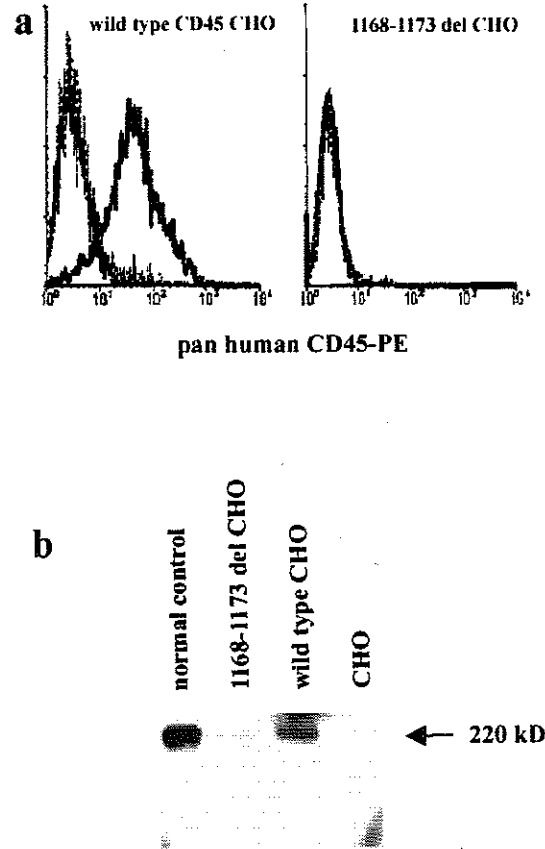 a
wild type CD45 CHO
1168-1173 del CHO
10⁰ 10¹ 10² 10³ 10⁴
10⁰ 10¹ 10² 10³ 10⁴
pan human CD45-PE
b
normal control
1168-1173 del CHO
wild type CHO
CHO
220 kD